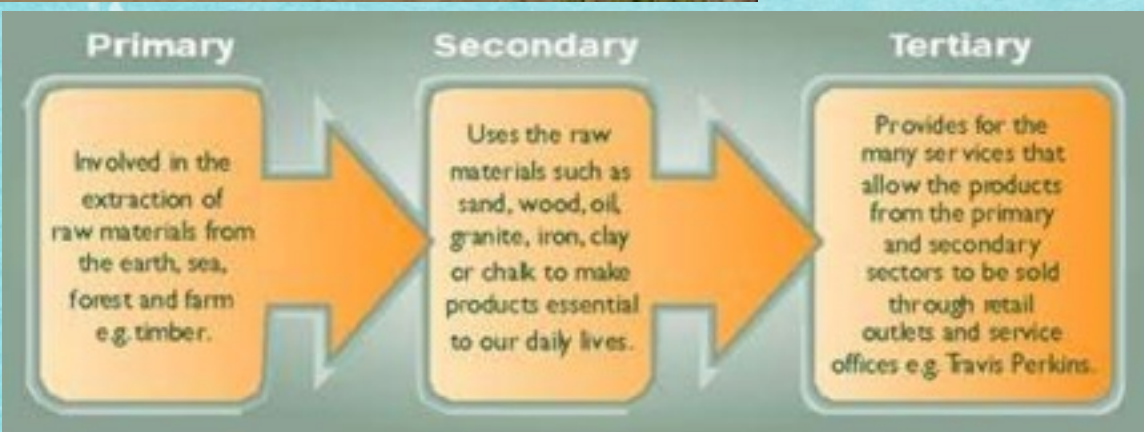 Primary
Involved in the
extraction of
raw materials from
the earth, sea,
forest and farm
e.g. timber.
Secondary
Uses the raw
materials such as
sand, wood, oil,
granite, iron, clay
or chalk to make
products essential
to our daily lives.
Tertiary
Provides for the
many services that
allow the products
from the primary
and secondary
sectors to be sold
through retail
outlets and service
offices e.g. Travis Perkins.